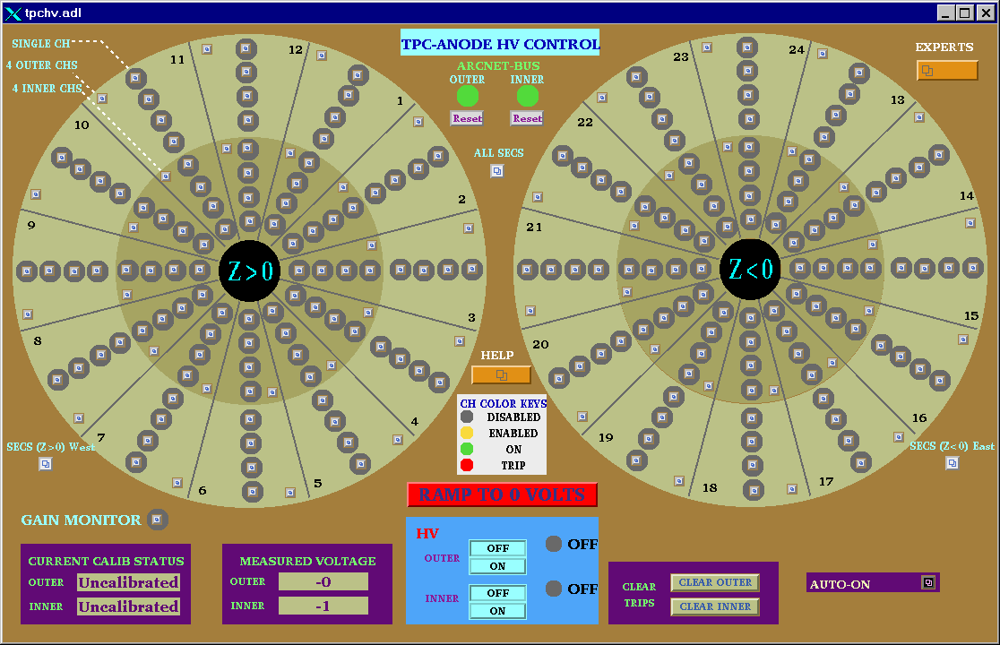 tpchv.adl
SINGLE CH
4 OUTER CHS
4 INNER CHS
TPC-ANODE HV CONTROL
ARCNET-BUS
OUTER INNER
Reset Reset
ALL SECS
EXPERTS
11 12
10 1
9 2
8 3
7 4
6 5
Z>0
23 24
22 13
21 14
20 15
19 16
18 17
Z<0
HELP
CH COLOR KEYS
DISABLED
ENABLED
ON
TRIP
SECS (Z>0) West
SECS (Z<0) East
RAMP TO 0 VOLTS
GAIN MONITOR
CURRENT CALIB STATUS
OUTER Uncalibrated
INNER Uncalibrated
MEASURED VOLTAGE
OUTER -0
INNER -1
HV
OUTER OFF ON OFF
INNER OFF ON OFF
CLEAR TRIPS
CLEAR OUTER
CLEAR INNER
AUTO-ON